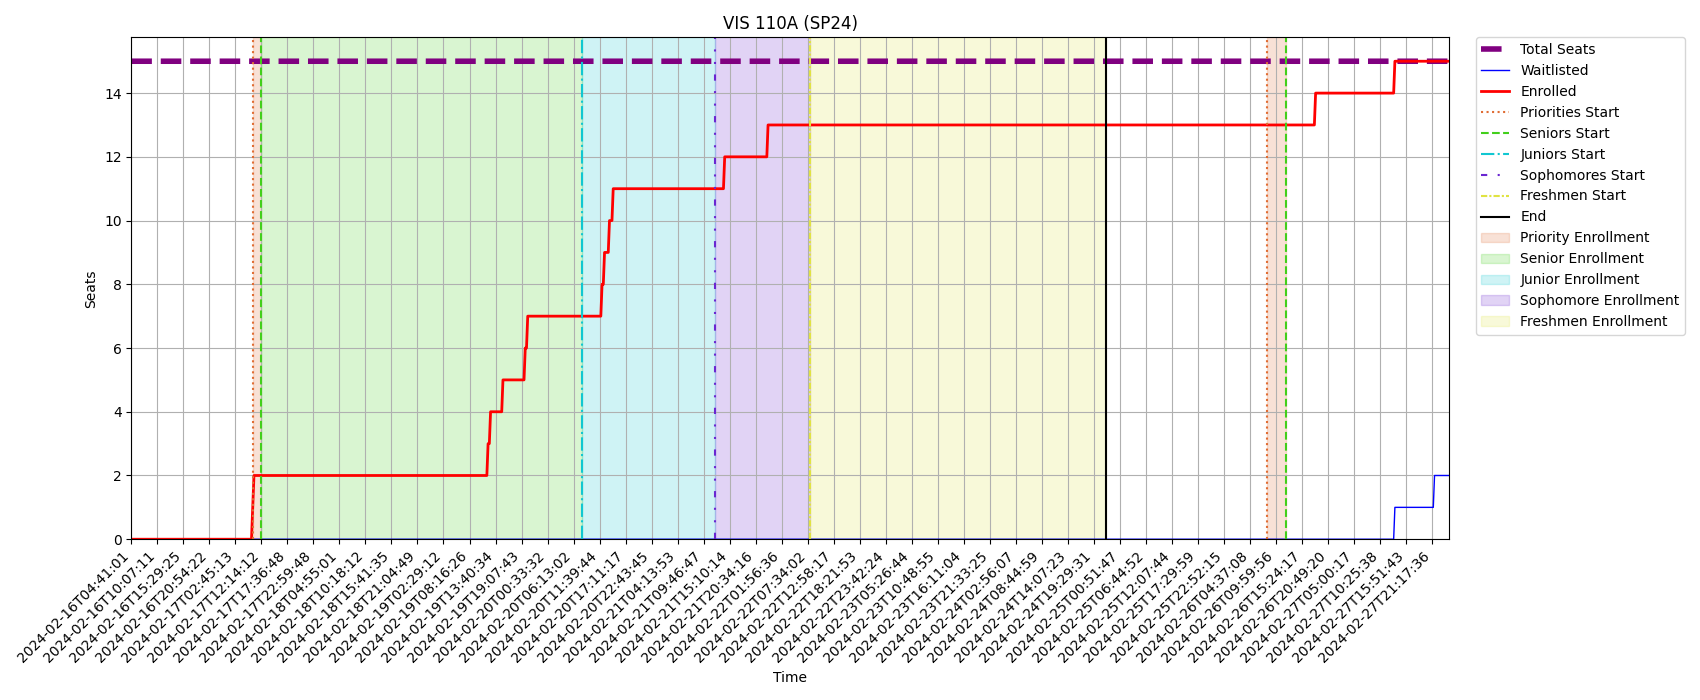 VIS 110A (SP24)
Seats
14
12
10
8
6
4
2
0
2024-02-16T04:41:01
2024-02-16T10:07:11
2024-02-16T15:29:25
2024-02-16T20:54:22
2024-02-17T02:45:13
2024-02-17T12:14:12
2024-02-17T17:36:48
2024-02-17T22:59:48
2024-02-18T04:55:01
2024-02-18T10:18:12
2024-02-18T15:41:35
2024-02-18T21:04:49
2024-02-19T02:29:12
2024-02-19T08:16:26
2024-02-19T13:40:34
2024-02-19T19:07:43
2024-02-20T00:33:32
2024-02-20T06:13:02
2024-02-20T11:39:44
2024-02-20T17:11:17
2024-02-20T22:43:45
2024-02-21T04:13:53
2024-02-21T09:46:47
2024-02-21T15:10:14
2024-02-21T20:34:16
2024-02-22T01:56:36
2024-02-22T07:34:02
2024-02-22T12:58:17
2024-02-22T18:21:53
2024-02-22T23:42:24
2024-02-23T05:26:44
2024-02-23T10:48:55
2024-02-23T16:11:04
2024-02-23T21:33:25
2024-02-24T02:56:07
2024-02-24T08:44:59
2024-02-24T14:07:23
2024-02-24T19:29:31
2024-02-25T00:51:47
2024-02-25T06:44:52
2024-02-25T12:07:44
2024-02-25T17:29:59
2024-02-25T22:52:15
2024-02-26T04:37:08
2024-02-26T09:59:56
2024-02-26T15:24:17
2024-02-26T20:49:20
2024-02-27T05:00:17
2024-02-27T10:25:38
2024-02-27T15:51:43
2024-02-27T21:17:36
Time
Total Seats
Waitlisted
Enrolled
Priorities Start
Seniors Start
Juniors Start
Sophomores Start
Freshmen Start
End
Priority Enrollment
Senior Enrollment
Junior Enrollment
Sophomore Enrollment
Freshmen Enrollment